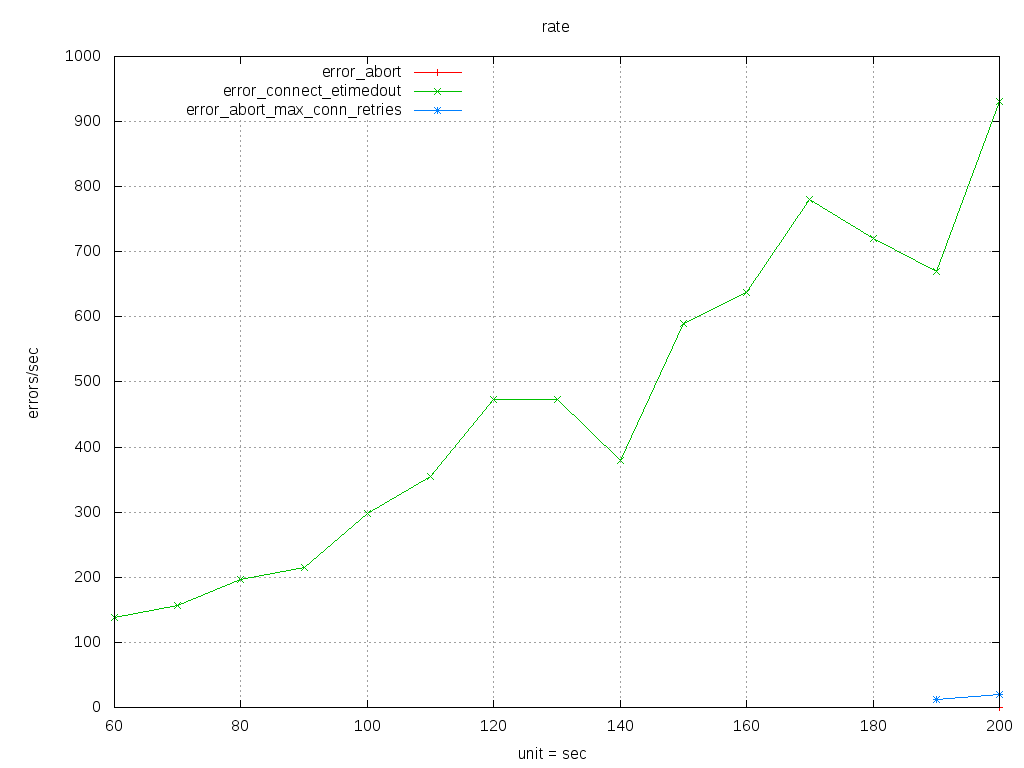 rate
1000
900
800
700
600
500
400
300
200
100
0
error_abort
error_connect_etimedout
error_abort_max_conn_retries
errors/sec
60 80 100 120 140 160 180 200
unit = sec